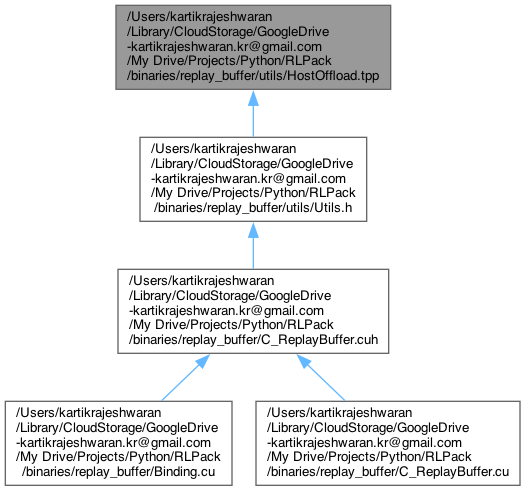 /Users/kartikrajeshwaran
/Library/CloudStorage/GoogleDrive
-kartikrajeshwaran.kr@gmail.com
/My Drive/Projects/Python/RLPack
/binaries/replay_buffer/utils/HostOffload.tpp
/Users/kartikrajeshwaran
/Library/CloudStorage/GoogleDrive
-kartikrajeshwaran.kr@gmail.com
/My Drive/Projects/Python/RLPack
/binaries/replay_buffer/utils/Utils.h
/Users/kartikrajeshwaran
/Library/CloudStorage/GoogleDrive
-kartikrajeshwaran.kr@gmail.com
/My Drive/Projects/Python/RLPack
/binaries/replay_buffer/C_ReplayBuffer.cuh
/Users/kartikrajeshwaran
/Library/CloudStorage/GoogleDrive
-kartikrajeshwaran.kr@gmail.com
/My Drive/Projects/Python/RLPack
/binaries/replay_buffer/Binding.cu
/Users/kartikrajeshwaran
/Library/CloudStorage/GoogleDrive
-kartikrajeshwaran.kr@gmail.com
/My Drive/Projects/Python/RLPack
/binaries/replay_buffer/C_ReplayBuffer.cu